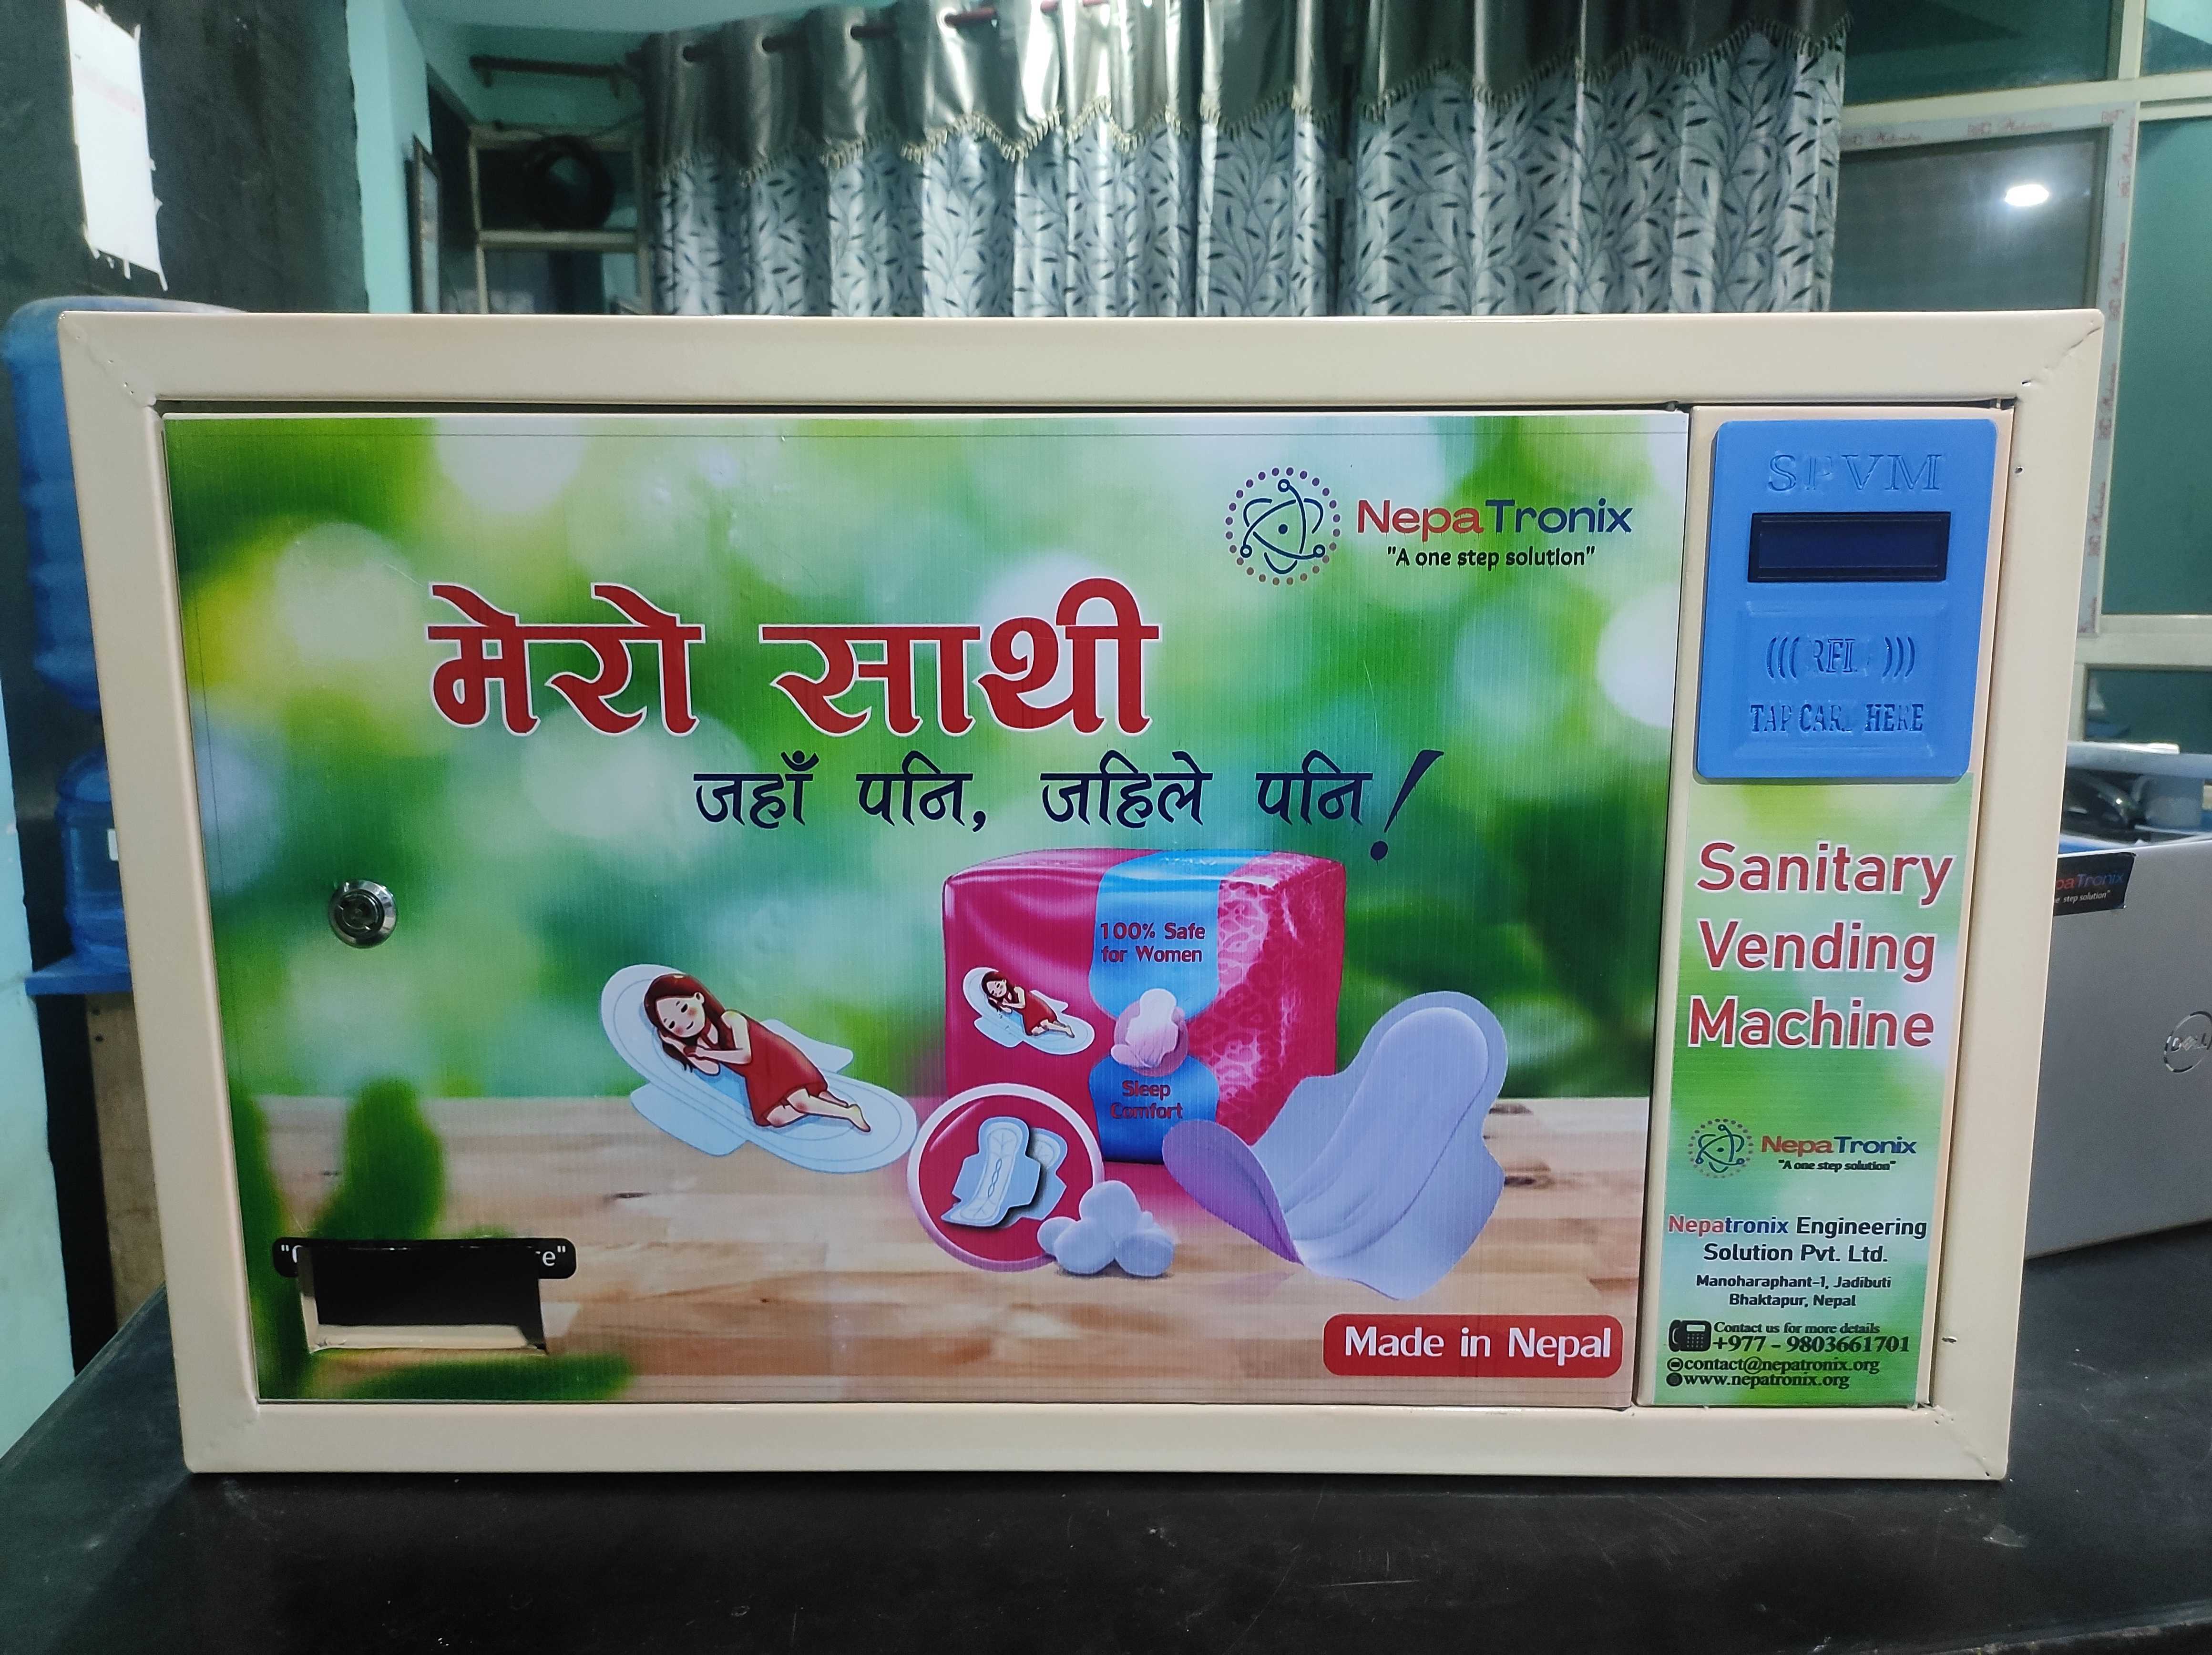 NepaTronix
"A one step solution"
मेरो साथी
जहाँ पनि, जहिले पनि!
100% Safe
for Women
Sleep
Comfort
Made in Nepal
SPVM
TAP CARD HERE
Sanitary
Vending
Machine
NepaTronix
"A one step solution"
Nepatronix Engineering
Solution Pvt. Ltd.
Manoharaphant-1, Jadibuti
Bhaktapur, Nepal
Contact us for more details
+977 - 9803661701
contact@nepatronix.org
www.nepatronix.org
DELL